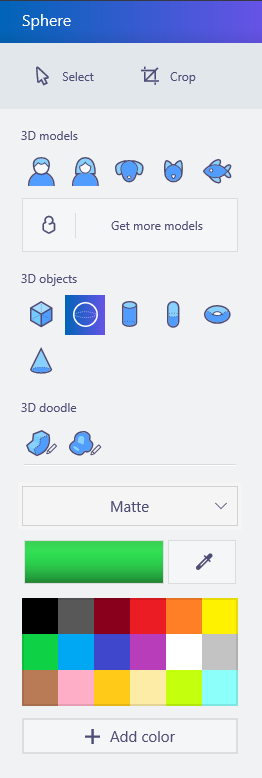 Sphere
Select Crop
3D models
Get more models
3D objects
3D doodle
Matte
Add color